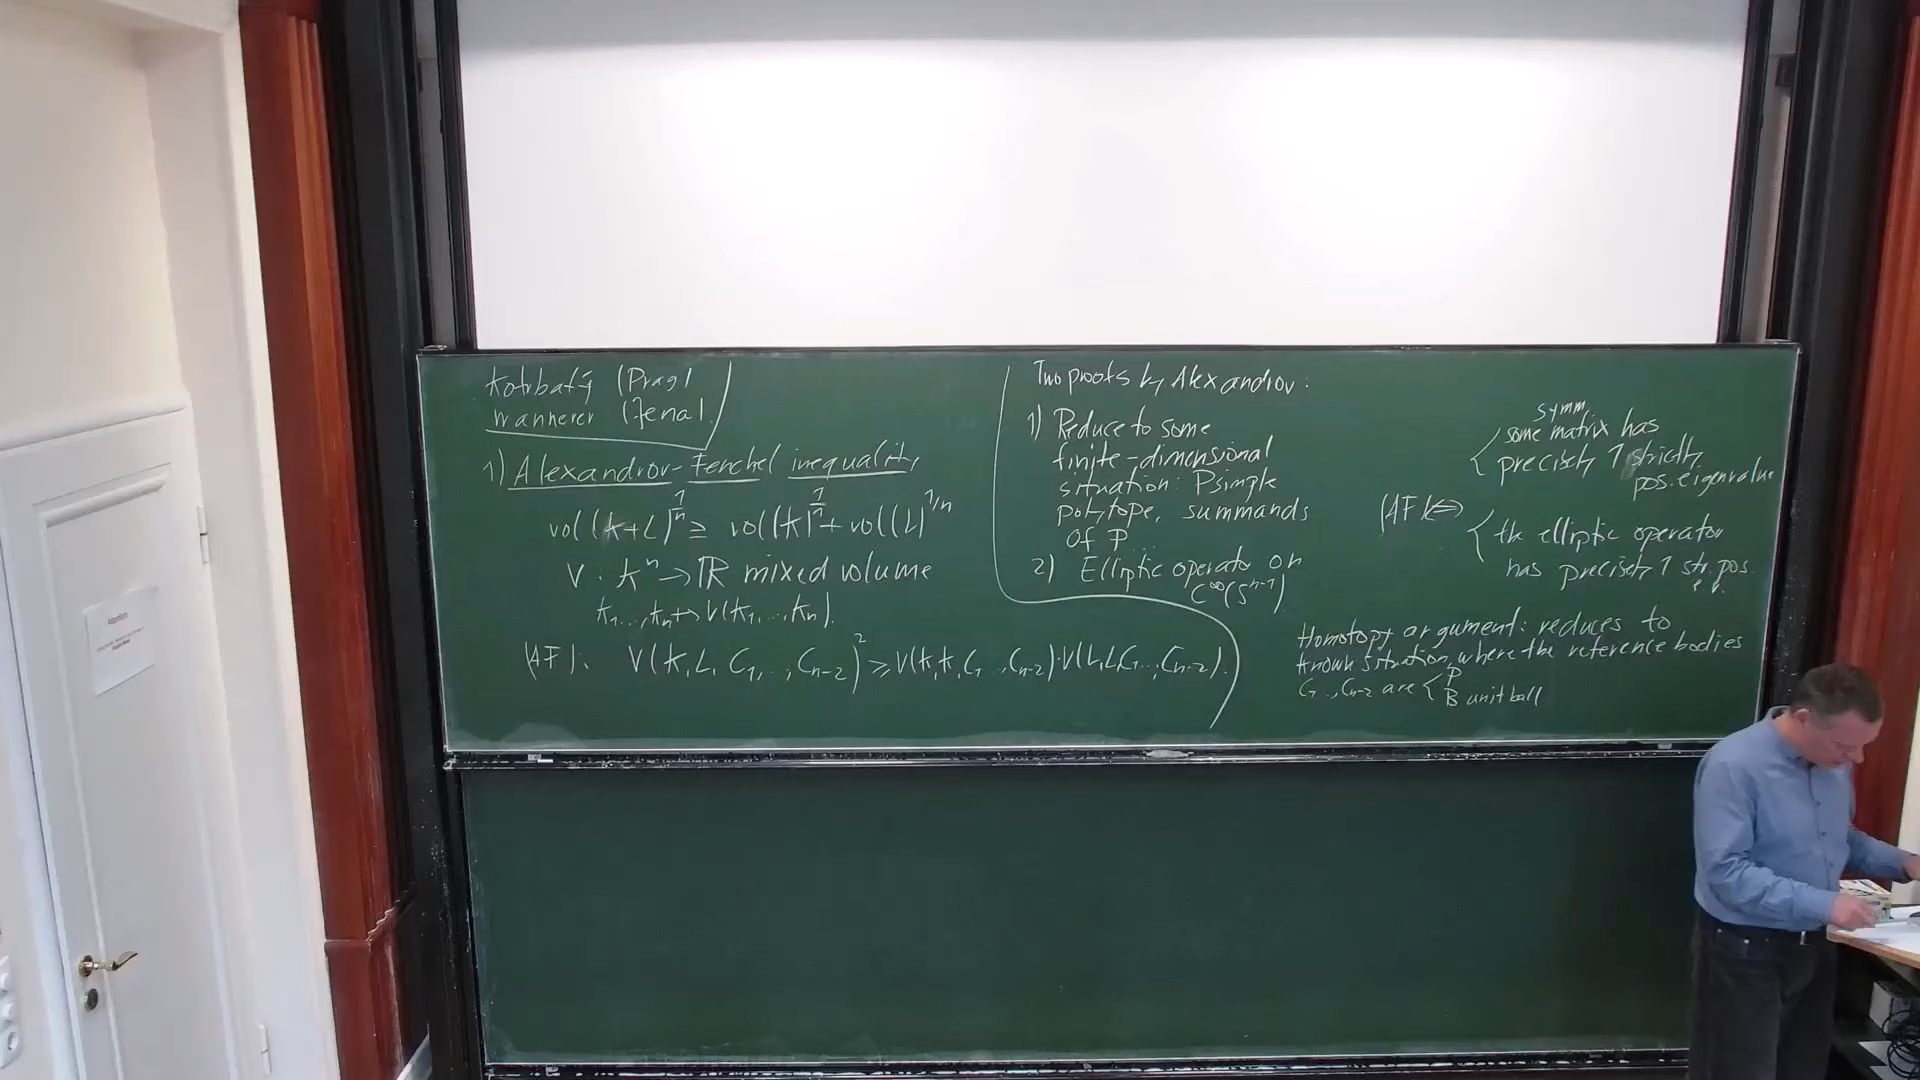 Kotrbatý (Prag)
Wannerer (Jena)
1) Alexandrov-Fenchel inequality
vol(K+L)^{1/n} ≥ vol(K)^{1/n} + vol(L)^{1/n}
V : K^n → ℝ mixed volume
K_1,...,K_n ↦ V(K_1,...,K_n).
(AF): V(K,L,C_1,...,C_{n-2})^2 ≥ V(K,K,C_1...,C_{n-2})·V(L,L,C_1...,C_{n-2}).
Two proofs by Alexandrov:
1) Reduce to some
finite-dimensional
situation: P simple
polytope, summands
of P
2) Elliptic operator on
C^∞(S^{n-1})
symm.
some matrix has
precisely 1 strictly
pos. eigenvalue
(AF) ⇔
the elliptic operator
has precisely 1 str. pos.
e.v.
Homotopy argument: reduces to
known situation, where the reference bodies
C_1...,C_{n-2} are < P
B unit ball